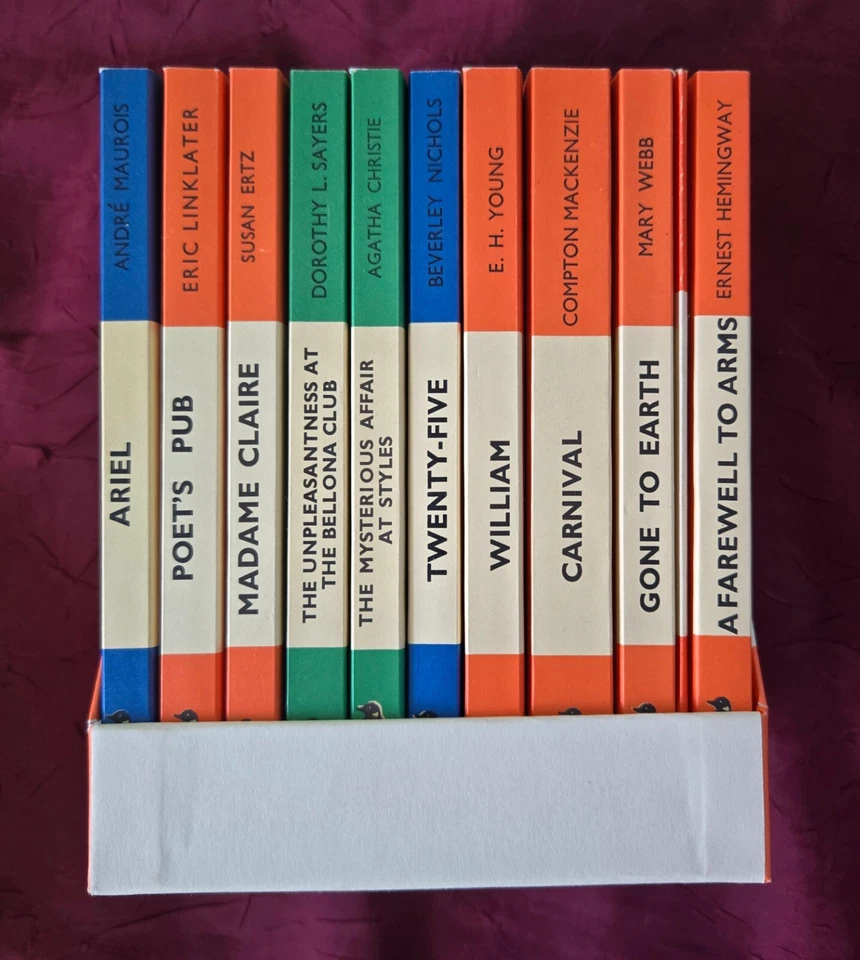 ANDRÉ MAUROIS
ARIEL
ERIC LINKLATER
POET'S PUB
SUSAN ERTZ
MADAME CLAIRE
DOROTHY L. SAYERS
THE UNPLEASANTNESS AT
THE BELLONA CLUB
AGATHA CHRISTIE
THE MYSTERIOUS AFFAIR
AT STYLES
BEVERLEY NICHOLS
TWENTY-FIVE
E. H. YOUNG
WILLIAM
COMPTON MACKENZIE
CARNIVAL
MARY WEBB
GONE TO EARTH
ERNEST HEMINGWAY
A FAREWELL TO ARMS